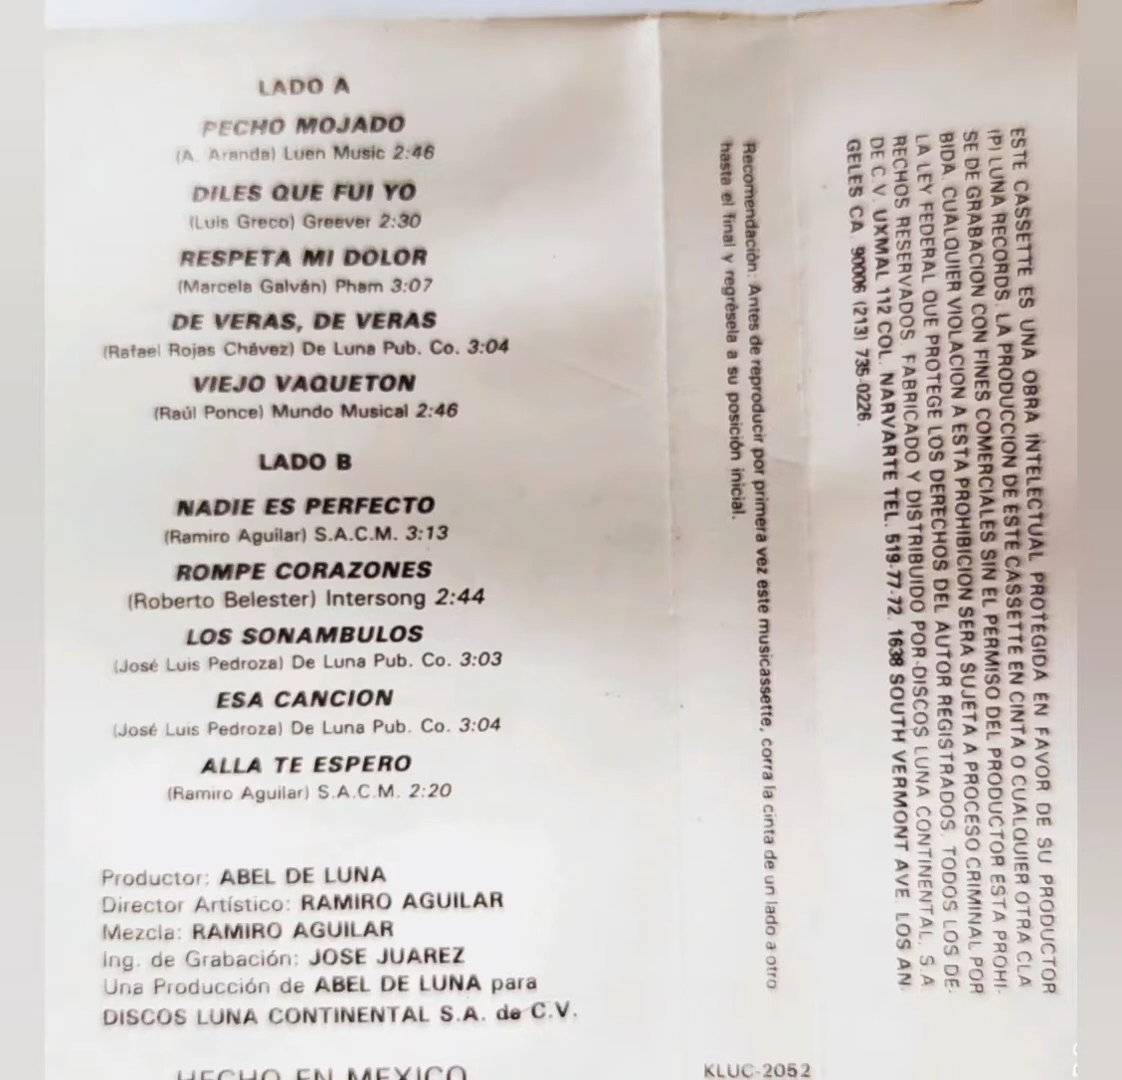 LADO A
PECHO MOJADO
(A. Aranda) Luen Music 2:46
DILES QUE FUI YO
(Luis Greco) Greever 2:30
RESPETA MI DOLOR
(Marcela Galván) Pham 3:07
DE VERAS, DE VERAS
(Rafael Rojas Chávez) De Luna Pub. Co. 3:04
VIEJO VAQUETON
(Raúl Ponce) Mundo Musical 2:46
LADO B
NADIE ES PERFECTO
(Ramiro Aguilar) S.A.C.M. 3:13
ROMPE CORAZONES
(Roberto Belester) Intersong 2:44
LOS SONAMBULOS
(José Luis Pedroza) De Luna Pub. Co. 3:03
ESA CANCION
(José Luis Pedroza) De Luna Pub. Co. 3:04
ALLA TE ESPERO
(Ramiro Aguilar) S.A.C.M. 2:20
Productor: ABEL DE LUNA
Director Artístico: RAMIRO AGUILAR
Mezcla: RAMIRO AGUILAR
Ing. de Grabación: JOSE JUAREZ
Una Producción de ABEL DE LUNA para
DISCOS LUNA CONTINENTAL S.A. de C.V.
HECHO EN MEXICO
Recomendación: Antes de reproducir por primera vez este musicassette, corra la cinta de un lado a otro
hasta el final y regrésela a su posición inicial.
KLUC-2052
ESTE CASSETTE ES UNA OBRA INTELECTUAL PROTEGIDA EN FAVOR DE SU PRODUCTOR
(P) LUNA RECORDS. LA PRODUCCION DE ESTE CASSETTE EN CINTA O CUALQUIER OTRA CLA
SE DE GRABACION CON FINES COMERCIALES SIN EL PERMISO DEL PRODUCTOR ESTA PROHI-
BIDA. CUALQUIER VIOLACION A ESTA PROHIBICION SERA SUJETA A PROCESO CRIMINAL POR
LA LEY FEDERAL QUE PROTEGE LOS DERECHOS DEL AUTOR REGISTRADOS. TODOS LOS DE-
RECHOS RESERVADOS. FABRICADO Y DISTRIBUIDO POR DISCOS LUNA CONTINENTAL, S.A.
DE C.V. UXMAL 112 COL. NARVARTE TEL. 519-77-72. 1638 SOUTH VERMONT AVE. LOS AN-
GELES CA. 90006 (213) 735-0226.